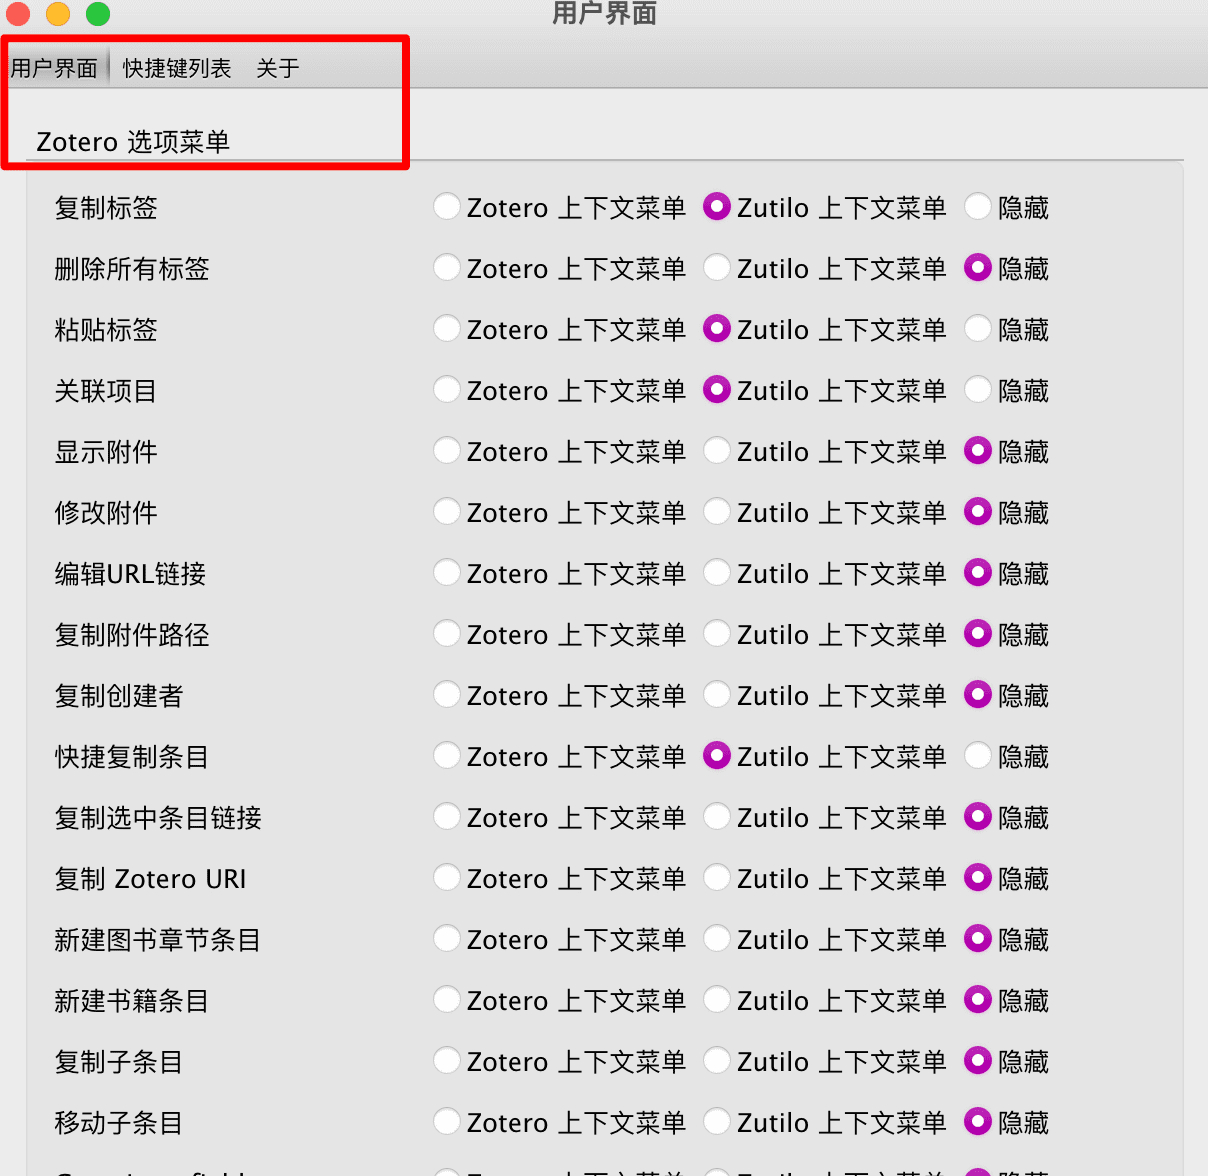 用户界面
用户界面 快捷键列表 关于
Zotero 选项菜单
复制标签 Zotero 上下文菜单 Zutilo 上下文菜单 隐藏
删除所有标签 Zotero 上下文菜单 Zutilo 上下文菜单 隐藏
粘贴标签 Zotero 上下文菜单 Zutilo 上下文菜单 隐藏
关联项目 Zotero 上下文菜单 Zutilo 上下文菜单 隐藏
显示附件 Zotero 上下文菜单 Zutilo 上下文菜单 隐藏
修改附件 Zotero 上下文菜单 Zutilo 上下文菜单 隐藏
编辑URL链接 Zotero 上下文菜单 Zutilo 上下文菜单 隐藏
复制附件路径 Zotero 上下文菜单 Zutilo 上下文菜单 隐藏
复制创建者 Zotero 上下文菜单 Zutilo 上下文菜单 隐藏
快捷复制条目 Zotero 上下文菜单 Zutilo 上下文菜单 隐藏
复制选中条目链接 Zotero 上下文菜单 Zutilo 上下文菜单 隐藏
复制 Zotero URI Zotero 上下文菜单 Zutilo 上下文菜单 隐藏
新建图书章节条目 Zotero 上下文菜单 Zutilo 上下文菜单 隐藏
新建书籍条目 Zotero 上下文菜单 Zutilo 上下文菜单 隐藏
复制子条目 Zotero 上下文菜单 Zutilo 上下文菜单 隐藏
移动子条目 Zotero 上下文菜单 Zutilo 上下文菜单 隐藏